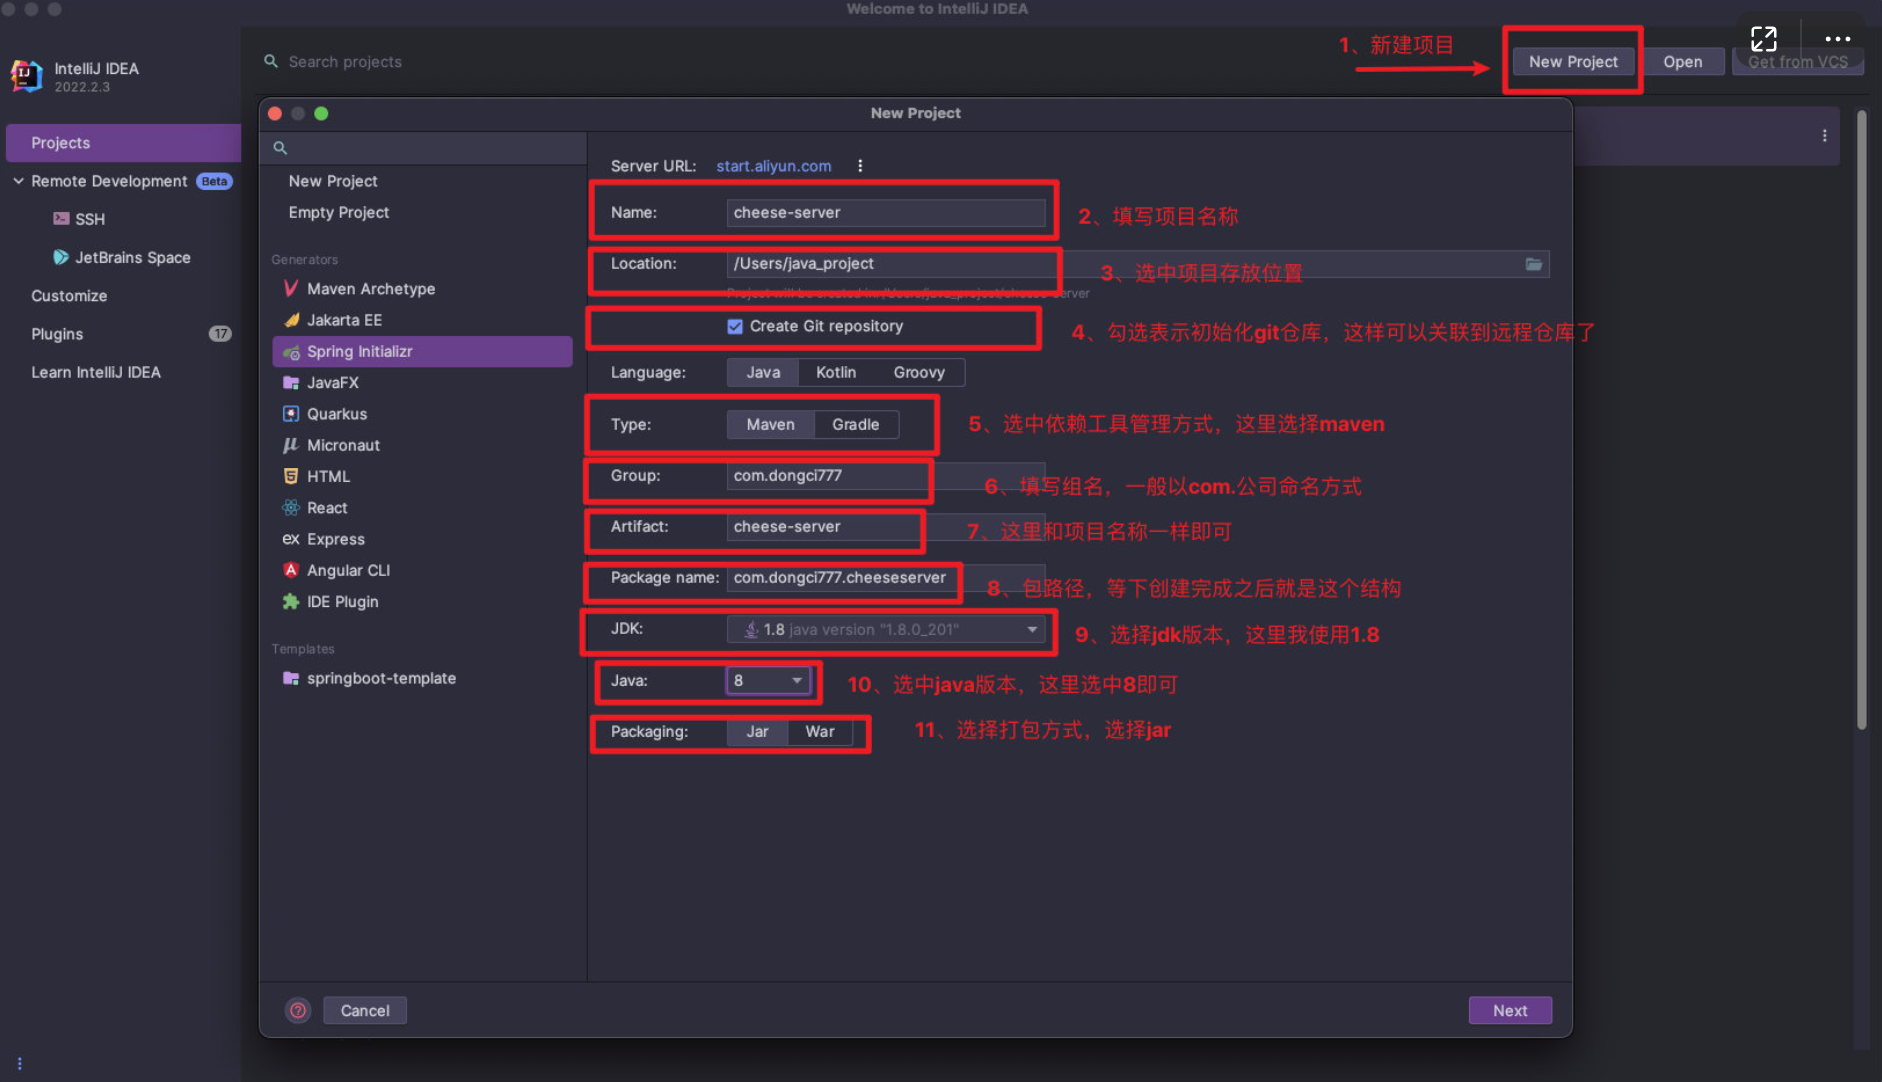 Welcome to IntelliJ IDEA
IntelliJ IDEA
2022.2.3
Search projects
1、新建项目
New Project
Open
Get from VCS
Projects
Remote Development Beta
SSH
JetBrains Space
Customize
Plugins 17
Learn IntelliJ IDEA
New Project
New Project
Empty Project
Generators
Maven Archetype
Jakarta EE
Spring Initializr
JavaFX
Quarkus
Micronaut
HTML
React
Express
Angular CLI
IDE Plugin
Templates
springboot-template
Server URL: start.aliyun.com
Name: cheese-server
2、填写项目名称
Location: /Users/java_project
3、选中项目存放位置
Project will be created in: /Users/java_project/cheese-server
Create Git repository
4、勾选表示初始化git仓库，这样可以关联到远程仓库了
Language: Java Kotlin Groovy
Type: Maven Gradle
5、选中依赖工具管理方式，这里选择maven
Group: com.dongci777
6、填写组名，一般以com.公司命名方式
Artifact: cheese-server
7、这里和项目名称一样即可
Package name: com.dongci777.cheeseserver
8、包路径，等下创建完成之后就是这个结构
JDK: 1.8 java version "1.8.0_201"
9、选择jdk版本，这里我使用1.8
Java: 8
10、选中java版本，这里选中8即可
Packaging: Jar War
11、选择打包方式，选择jar
? Cancel
Next